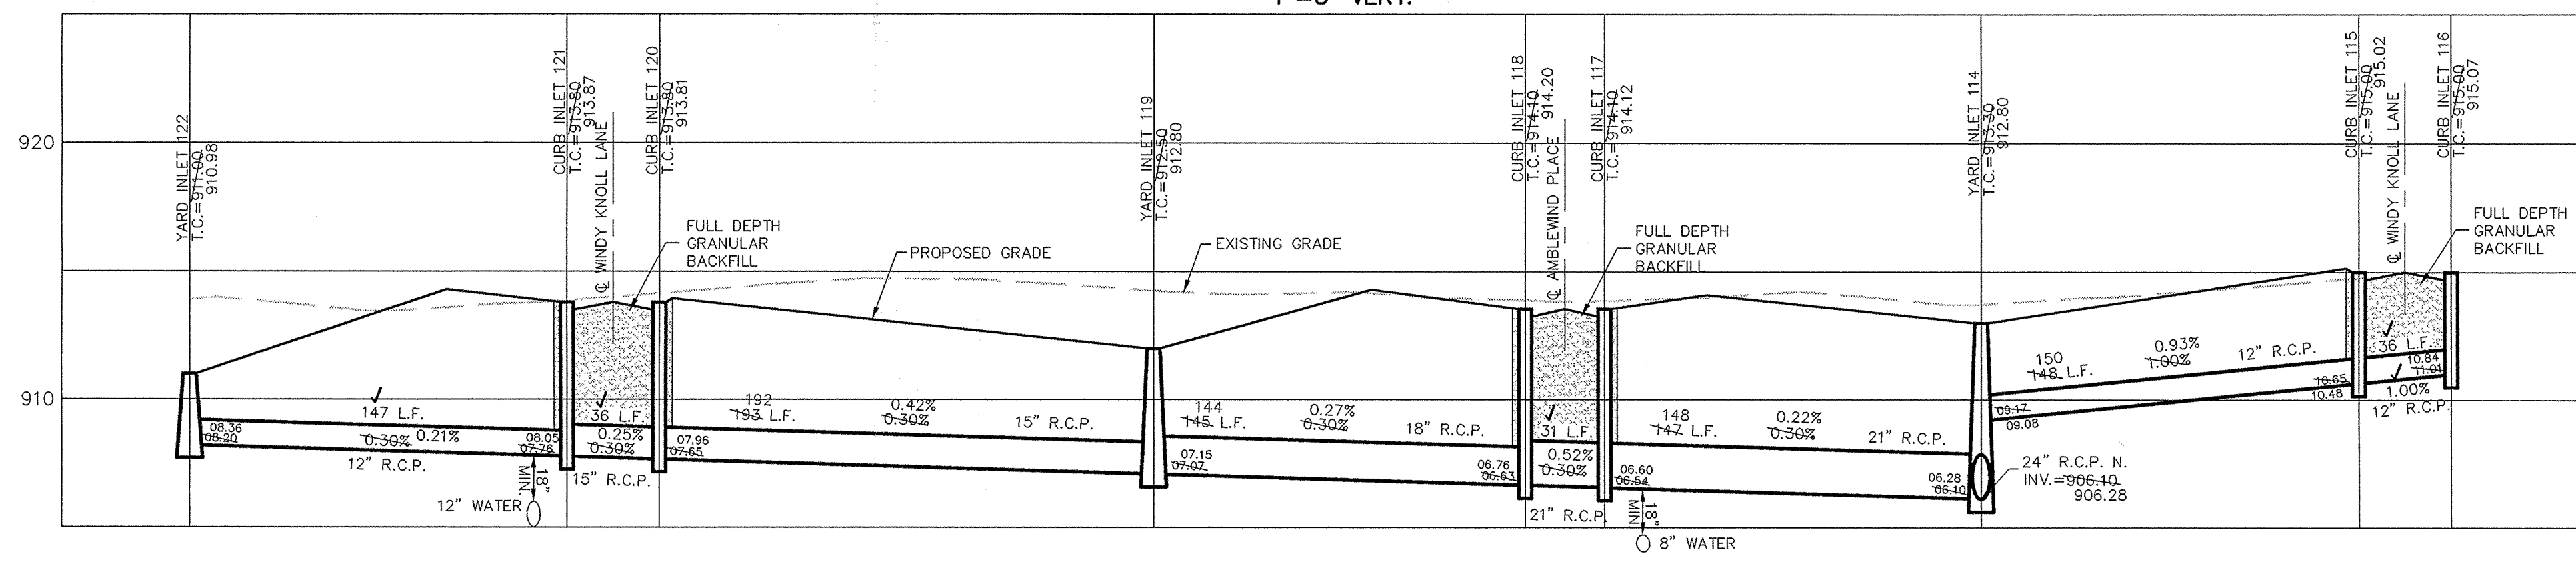 1"=5' VERT.
920
910
YARD INLET 122
T.C.=911.00
910.98
CURB INLET 121
T.C.=913.80
913.87
℄ WINDY KNOLL LANE
CURB INLET 120
T.C.=913.80
913.81
FULL DEPTH
GRANULAR
BACKFILL
PROPOSED GRADE
YARD INLET 119
T.C.=912.50
912.80
EXISTING GRADE
CURB INLET 118
T.C.=914.10
914.20
℄ AMBLEWIND PLACE
CURB INLET 117
T.C.=914.10
914.12
FULL DEPTH
GRANULAR
BACKFILL
YARD INLET 114
T.C.=913.30
912.80
CURB INLET 115
T.C.=915.00
915.02
℄ WINDY KNOLL LANE
CURB INLET 116
T.C.=915.00
915.07
FULL DEPTH
GRANULAR
BACKFILL
147 L.F.
08.36
08.20
0.30% 0.21%
12" R.C.P.
08.05
07.76
18"
MIN.
12" WATER
36 L.F.
0.25%
0.30%
15" R.C.P.
07.96
07.65
192
193 L.F.
0.42%
0.30%
15" R.C.P.
07.15
07.07
144
145 L.F.
0.27%
0.30%
18" R.C.P.
06.76
06.63
31 L.F.
0.52%
0.30%
21" R.C.P.
06.60
06.54
18"
MIN
8" WATER
148
147 L.F.
0.22%
0.30%
21" R.C.P.
06.28
06.10
24" R.C.P. N.
INV.=906.10
906.28
09.17
09.08
150
148 L.F.
0.93%
1.00%
12" R.C.P.
10.65
10.48
36 L.F.
10.84
11.01
1.00%
12" R.C.P.